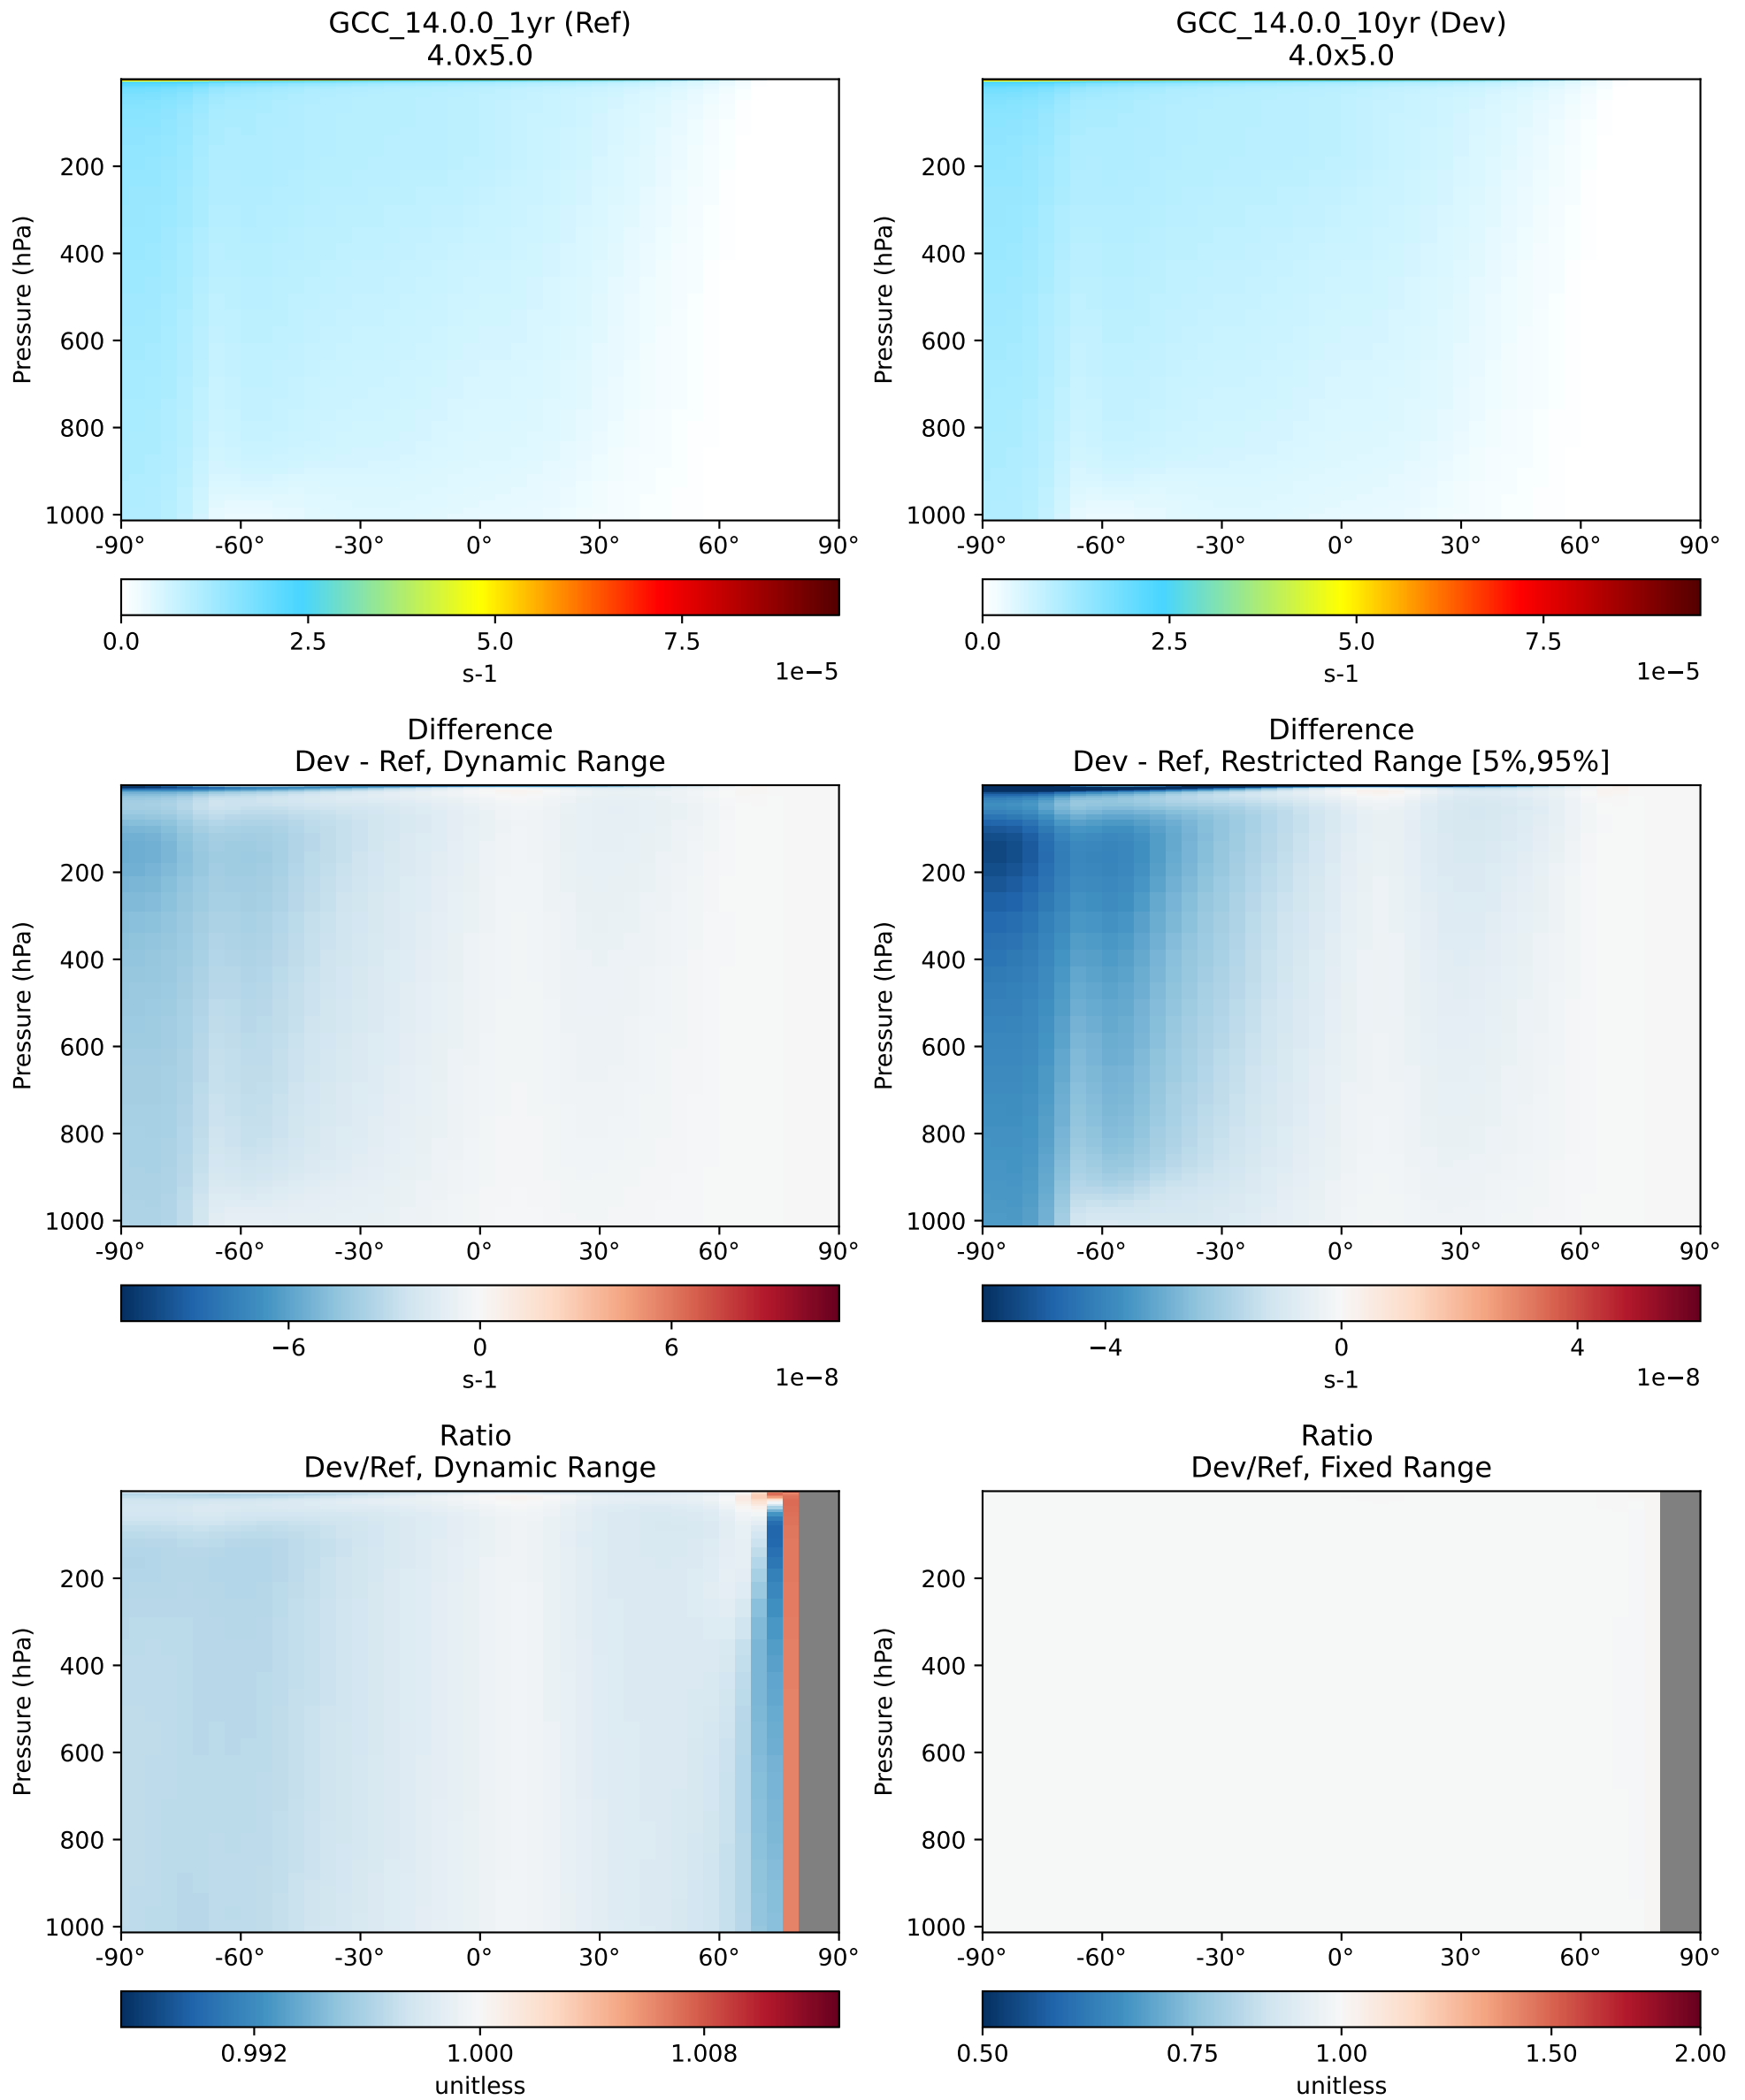 GCC_14.0.0_1yr (Ref)
4.0x5.0
Pressure (hPa)
200
400
600
800
1000
-90° -60° -30° 0° 30° 60° 90°
0.0 2.5 5.0 7.5
s-1
1e−5
GCC_14.0.0_10yr (Dev)
4.0x5.0
Pressure (hPa)
200
400
600
800
1000
-90° -60° -30° 0° 30° 60° 90°
0.0 2.5 5.0 7.5
s-1
1e−5
Difference
Dev - Ref, Dynamic Range
Pressure (hPa)
200
400
600
800
1000
-90° -60° -30° 0° 30° 60° 90°
−6 0 6
s-1
1e−8
Difference
Dev - Ref, Restricted Range [5%,95%]
Pressure (hPa)
200
400
600
800
1000
-90° -60° -30° 0° 30° 60° 90°
−4 0 4
s-1
1e−8
Ratio
Dev/Ref, Dynamic Range
Pressure (hPa)
200
400
600
800
1000
-90° -60° -30° 0° 30° 60° 90°
0.992 1.000 1.008
unitless
Ratio
Dev/Ref, Fixed Range
Pressure (hPa)
200
400
600
800
1000
-90° -60° -30° 0° 30° 60° 90°
0.50 0.75 1.00 1.50 2.00
unitless